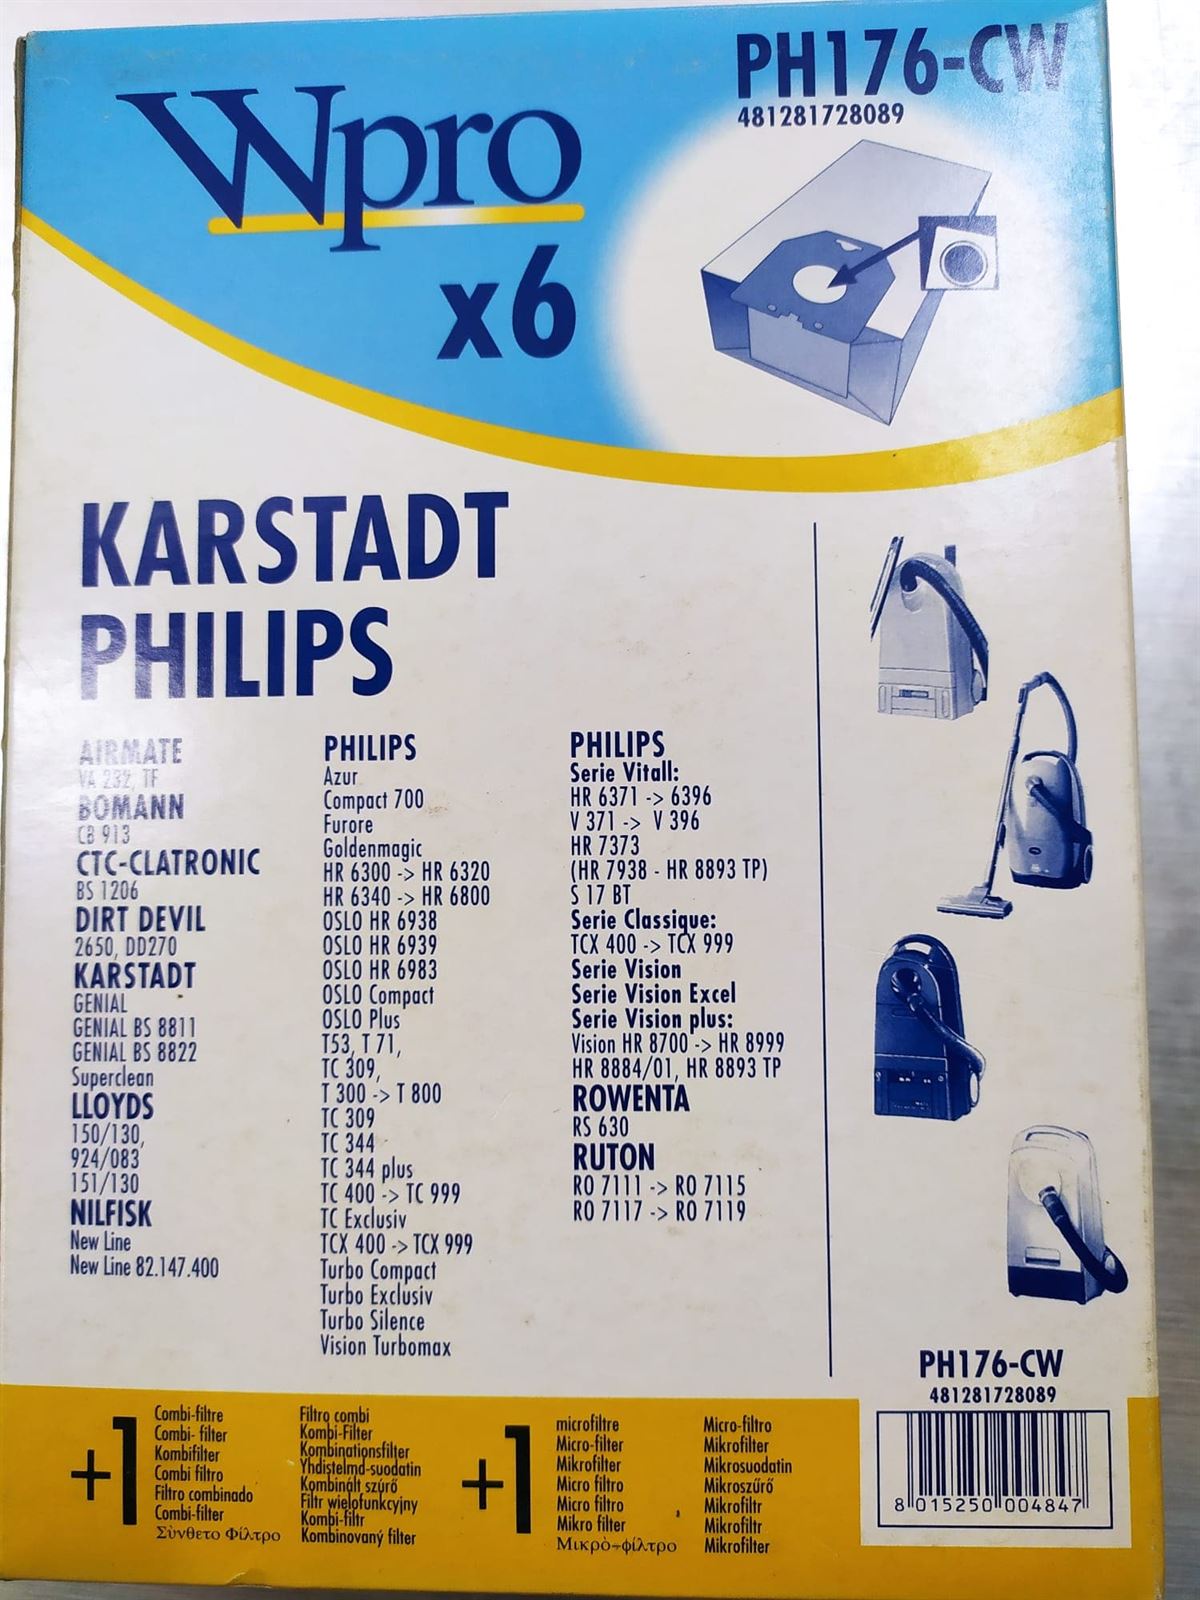 Wpro
x6
PH176-CW
481281728089
KARSTADT
PHILIPS
AIRMATE
VA 232, TF
BOMANN
CB 913
CTC-CLATRONIC
BS 1206
DIRT DEVIL
2650, DD270
KARSTADT
GENIAL
GENIAL BS 8811
GENIAL BS 8822
Superclean
LLOYDS
150/130,
924/083
151/130
NILFISK
New Line
New Line 82.147.400
PHILIPS
Azur
Compact 700
Furore
Goldenmagic
HR 6300 -> HR 6320
HR 6340 -> HR 6800
OSLO HR 6938
OSLO HR 6939
OSLO HR 6983
OSLO Compact
OSLO Plus
T53, T 71,
TC 309,
T 300 -> T 800
TC 309
TC 344
TC 344 plus
TC 400 -> TC 999
TC Exclusiv
TCX 400 -> TCX 999
Turbo Compact
Turbo Exclusiv
Turbo Silence
Vision Turbomax
PHILIPS
Serie Vitall:
HR 6371 -> 6396
V 371 -> V 396
HR 7373
(HR 7938 - HR 8893 TP)
S 17 BT
Serie Classique:
TCX 400 -> TCX 999
Serie Vision
Serie Vision Excel
Serie Vision plus:
Vision HR 8700 -> HR 8999
HR 8884/01, HR 8893 TP
ROWENTA
RS 630
RUTON
RO 7111 -> RO 7115
RO 7117 -> RO 7119
PH176-CW
481281728089
8 015250 004847
+1
Combi-filtre
Combi- filter
Kombifilter
Combi filtro
Filtro combinado
Combi-filter
Σὺνθετο Φίλτρο
Filtro combi
Kombi-Filter
Kombinationsfilter
Yhdistelmd-suodatin
Kombinált szúró
Filtr wielofunkcyjny
Kombi-filtr
Kombinovaný filter
+1
microfiltre
Micro-filter
Mikrofilter
Micro filtro
Micro filtro
Mikro filter
Μικρὸ-φίλτρο
Micro-filtro
Mikrofilter
Mikrosuodatin
Mikroszűrő
Mikrofiltr
Mikrofiltr
Mikrofilter